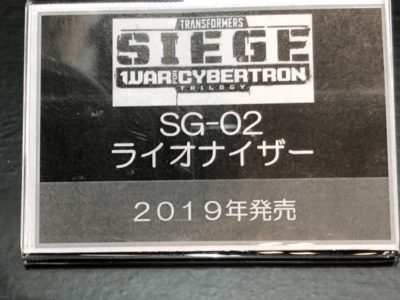 TRANSFORMERS
SIEGE
WAR FOR CYBERTRON
TRILOGY
SG-02
ライオナイザー
2019年発売